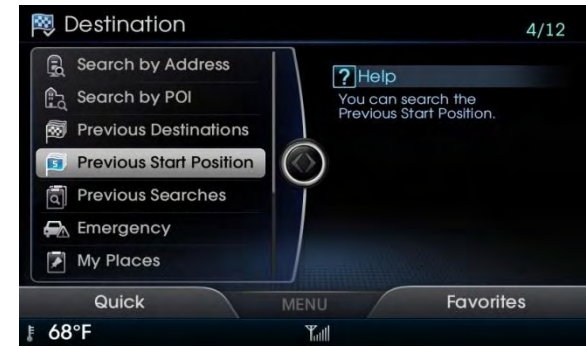 Destination
4/12
Search by Address
Search by POI
Previous Destinations
Previous Start Position
Previous Searches
Emergency
My Places
? Help
You can search the
Previous Start Position.
Quick
MENU
Favorites
68°F